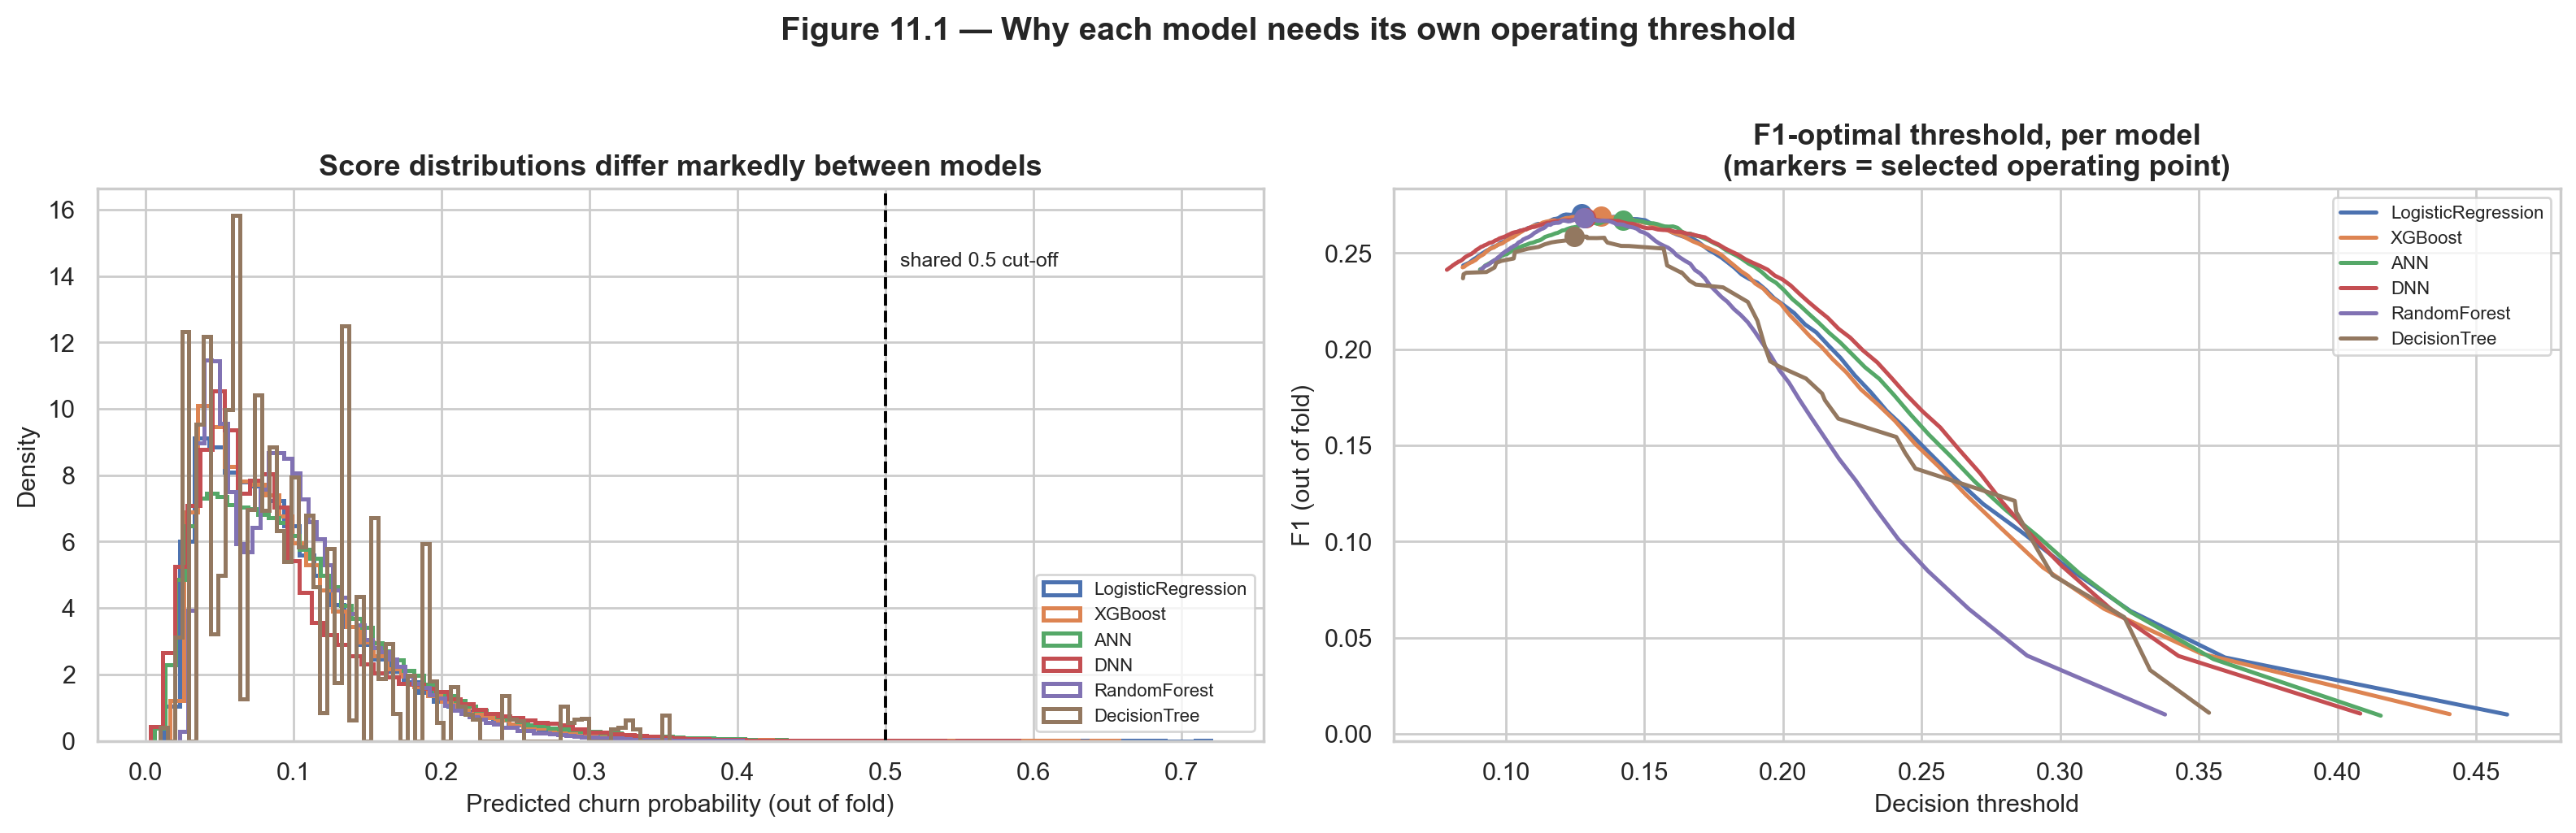 Figure 11.1 — Why each model needs its own operating threshold
Score distributions differ markedly between models
16
14
12
10
8
6
4
2
0
Density
shared 0.5 cut-off
LogisticRegression
XGBoost
ANN
DNN
RandomForest
DecisionTree
0.0 0.1 0.2 0.3 0.4 0.5 0.6 0.7
Predicted churn probability (out of fold)
F1-optimal threshold, per model
(markers = selected operating point)
0.25
0.20
0.15
0.10
0.05
0.00
F1 (out of fold)
LogisticRegression
XGBoost
ANN
DNN
RandomForest
DecisionTree
0.10 0.15 0.20 0.25 0.30 0.35 0.40 0.45
Decision threshold